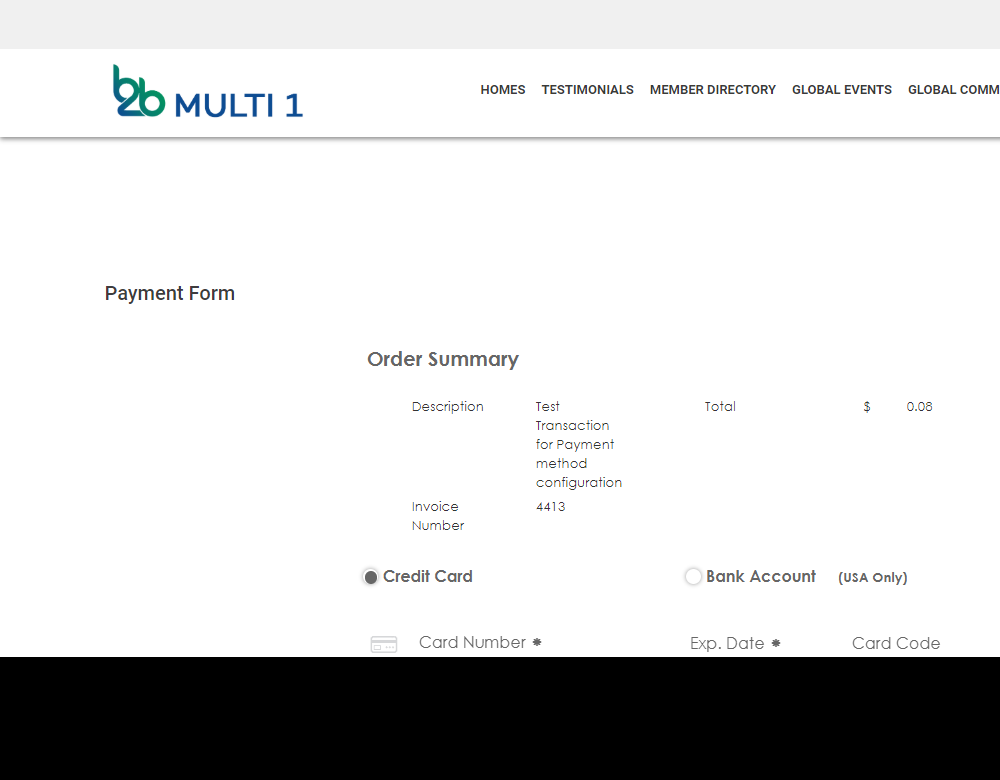 b2b MULTI 1
HOMES TESTIMONIALS MEMBER DIRECTORY GLOBAL EVENTS GLOBAL COMM
Payment Form
Order Summary
Description Test Total $ 0.08
Transaction
for Payment
method
configuration
Invoice 4413
Number
Credit Card Bank Account (USA Only)
Card Number * Exp. Date * Card Code